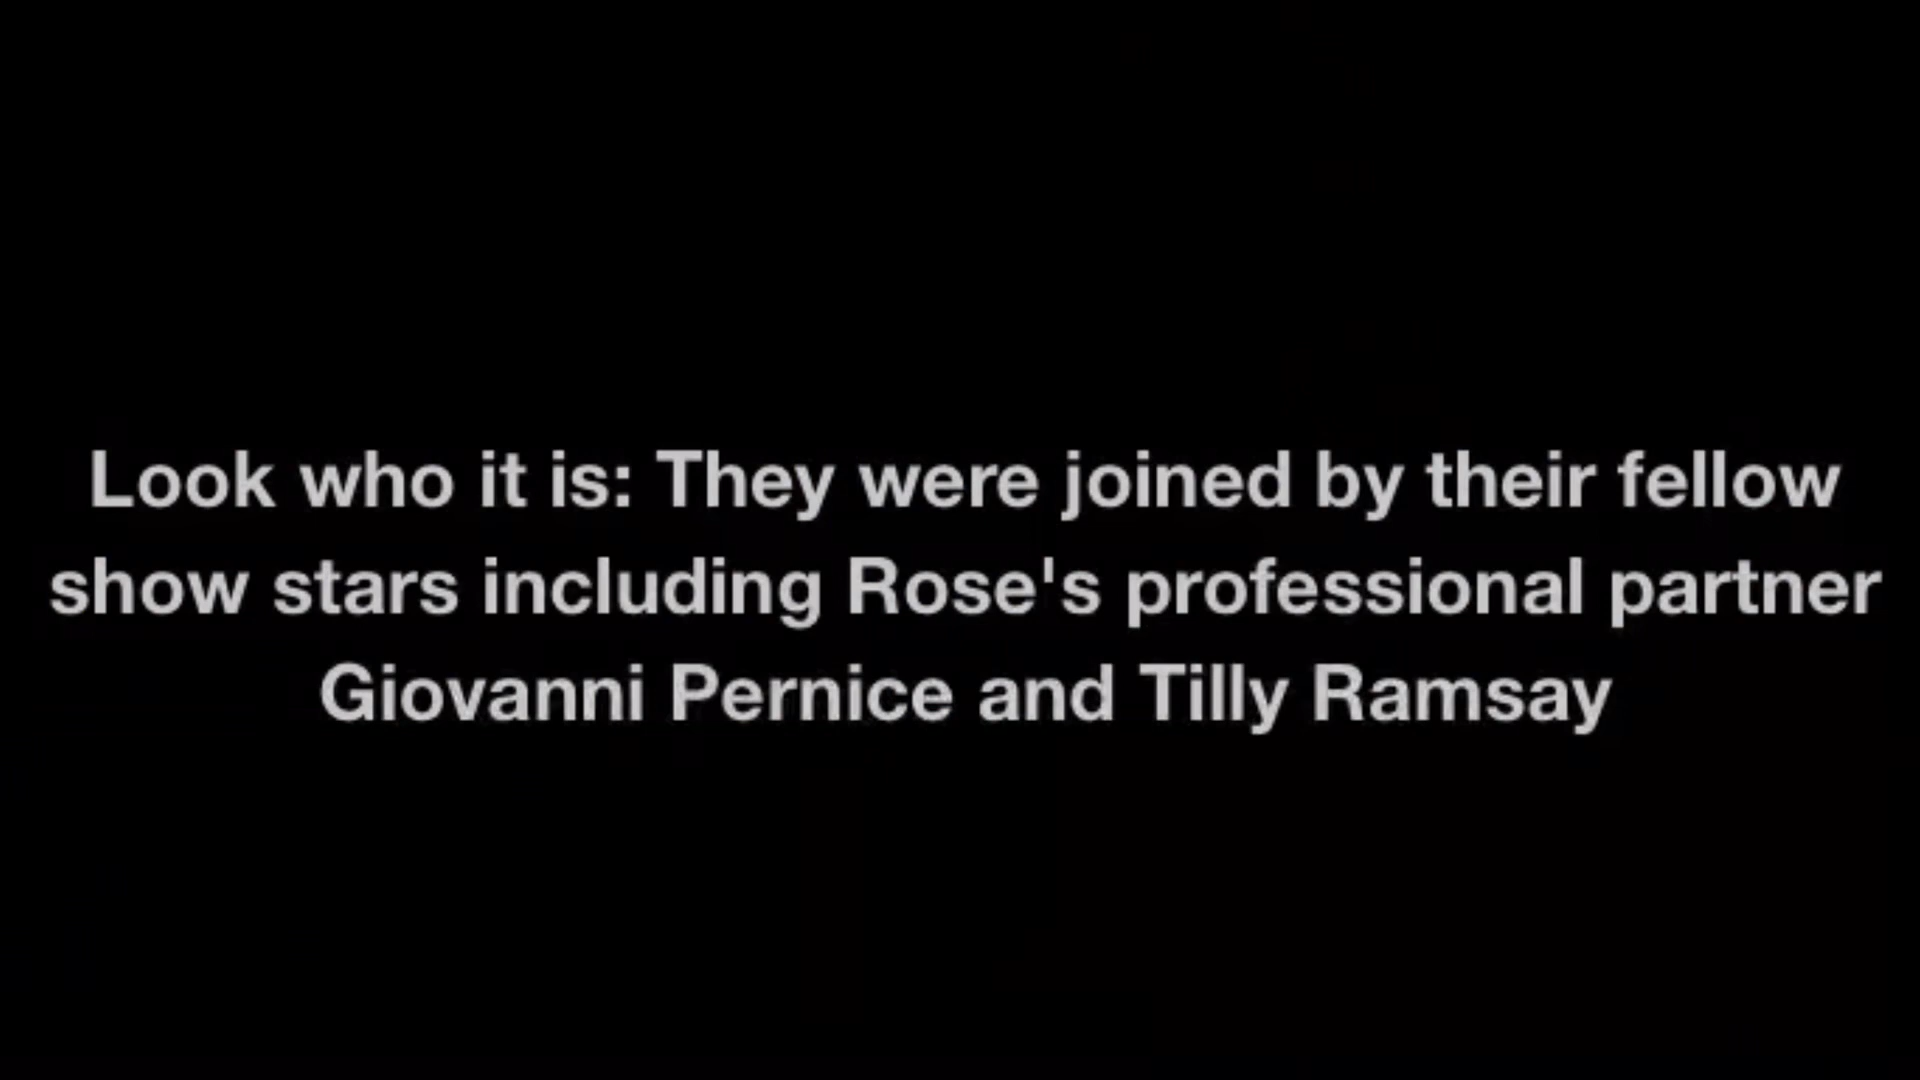 Look who it is: They were joined by their fellow
show stars including Rose's professional partner
Giovanni Pernice and Tilly Ramsay